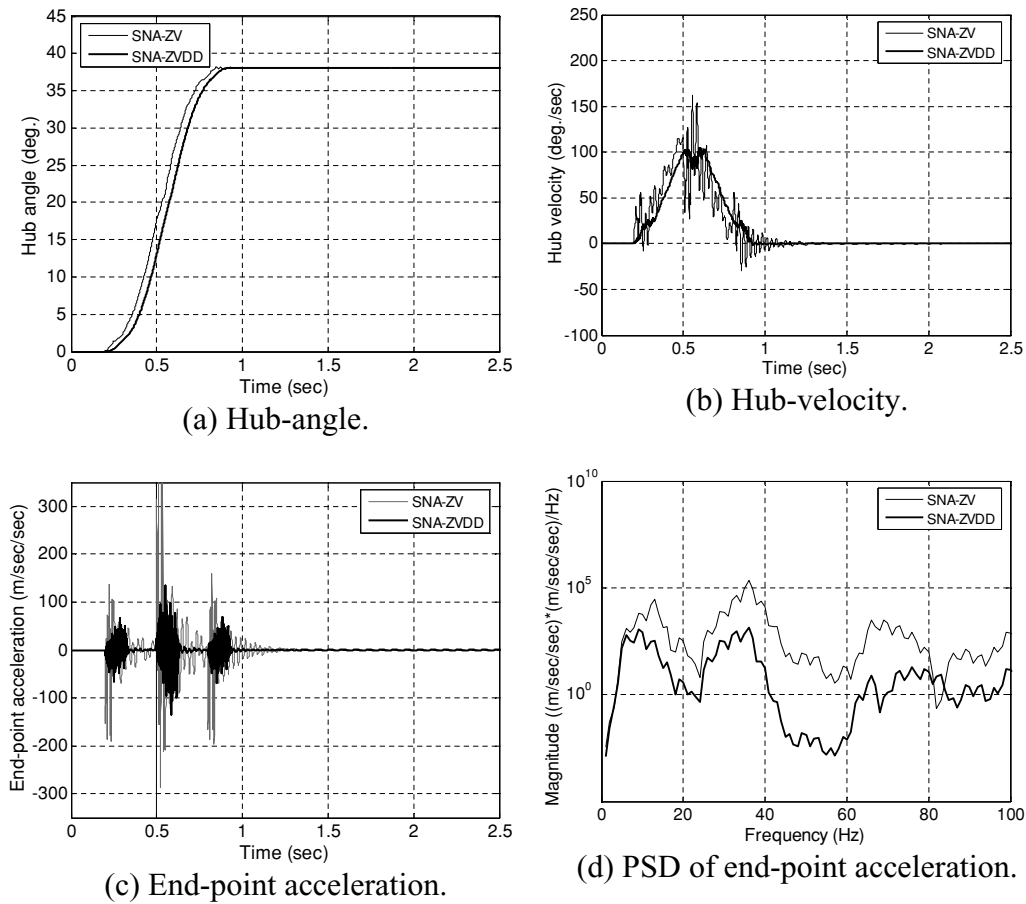 45
40
35
30
25
20
15
10
5
0
Hub angle (deg.)
SNA-ZV
SNA-ZVDD
0 0.5 1 1.5 2 2.5
Time (sec)
(a) Hub-angle.
250
200
150
100
50
0
-50
-100
Hub velocity (deg./sec)
SNA-ZV
SNA-ZVDD
0 0.5 1 1.5 2 2.5
Time (sec)
(b) Hub-velocity.
300
200
100
0
-100
-200
-300
End-point acceleration (m/sec/sec)
SNA-ZV
SNA-ZVDD
0 0.5 1 1.5 2 2.5
Time (sec)
(c) End-point acceleration.
10^10
10^5
10^0
Magnitude ((m/sec/sec)*(m/sec/sec)/Hz)
SNA-ZV
SNA-ZVDD
0 20 40 60 80 100
Frequency (Hz)
(d) PSD of end-point acceleration.